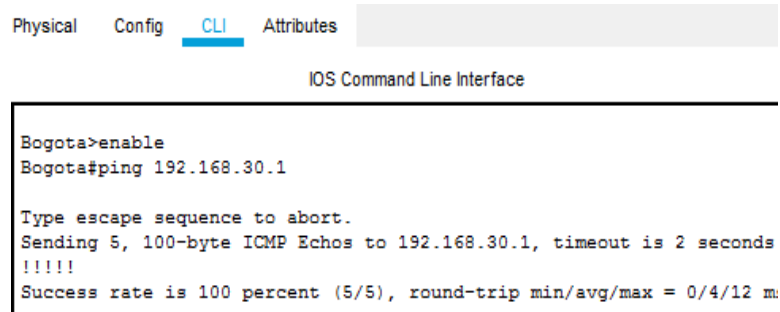 Physical Config CLI Attributes
IOS Command Line Interface
Bogota>enable
Bogota#ping 192.168.30.1
Type escape sequence to abort.
Sending 5, 100-byte ICMP Echos to 192.168.30.1, timeout is 2 seconds
!!!!!
Success rate is 100 percent (5/5), round-trip min/avg/max = 0/4/12 ms